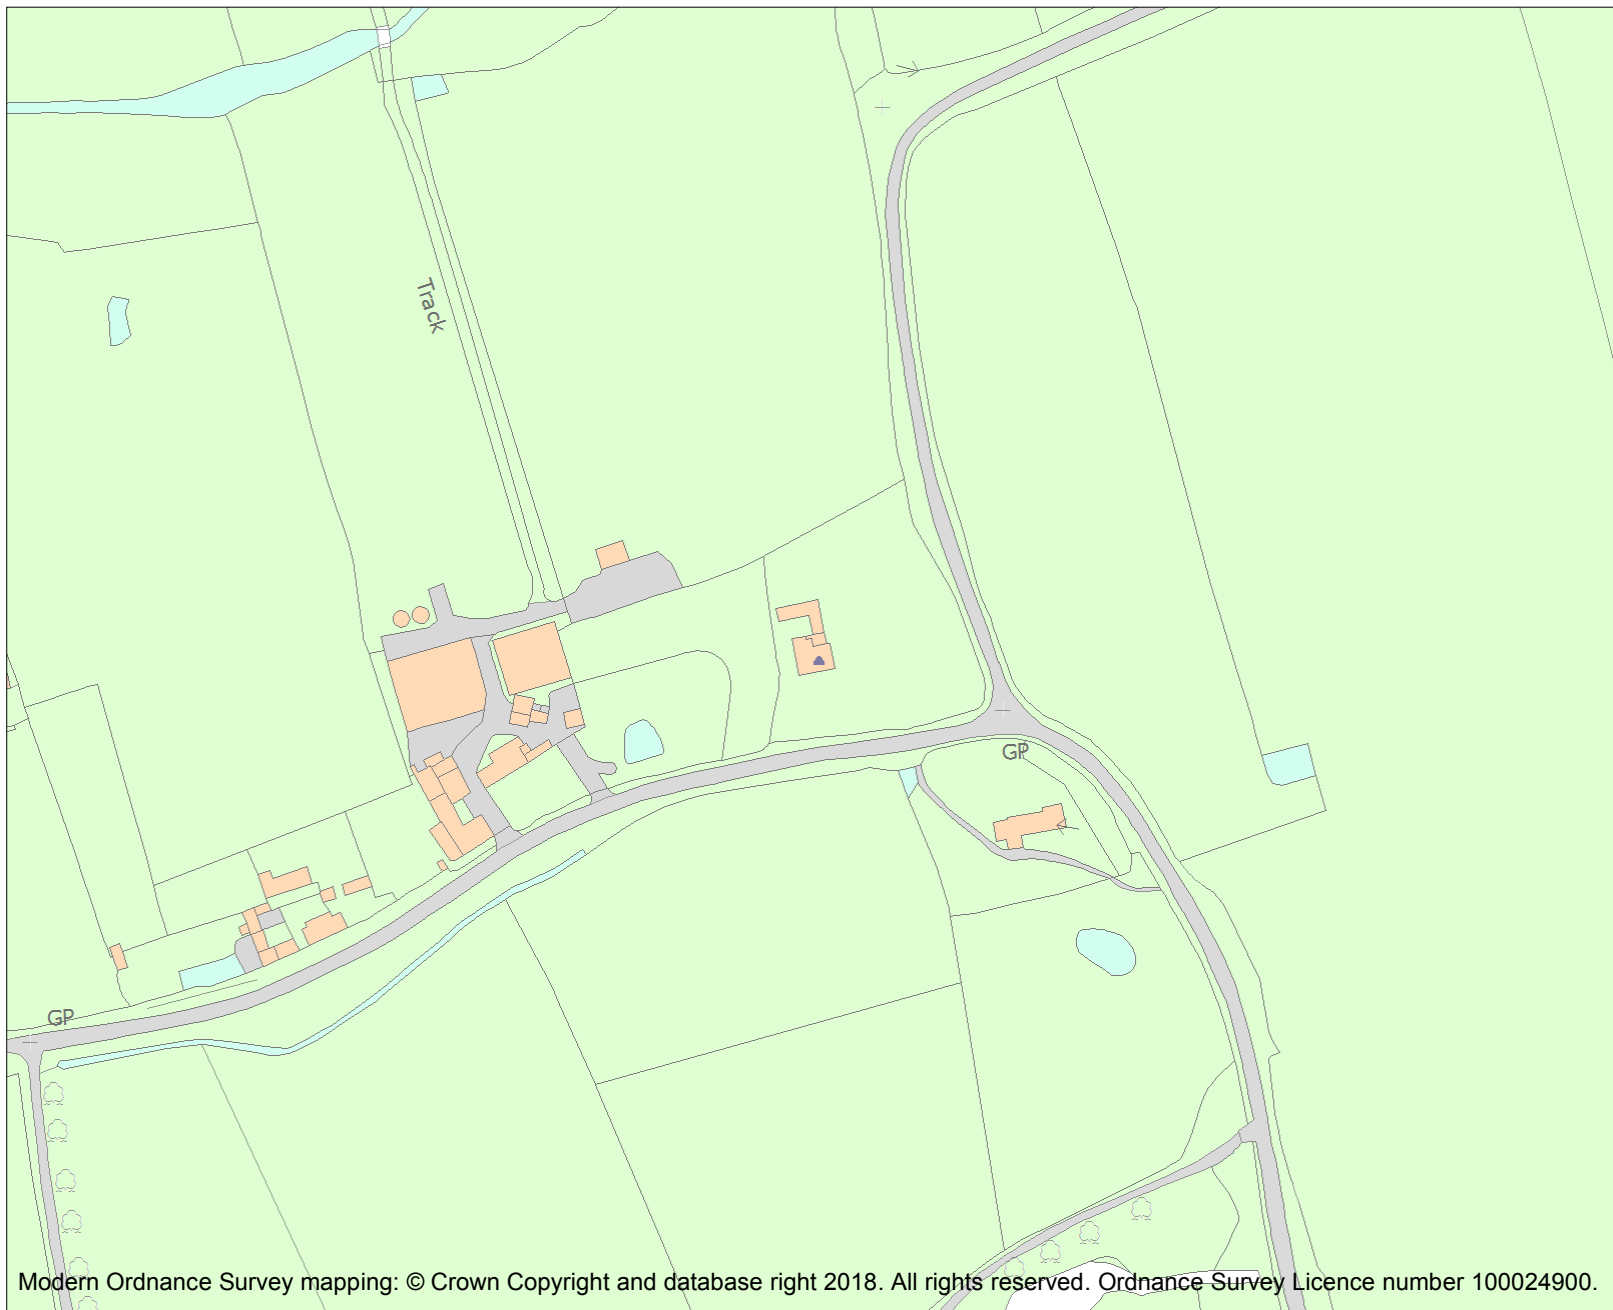 Track
GP
GP
Modern Ordnance Survey mapping: © Crown Copyright and database right 2018. All rights reserved. Ordnance Survey Licence number 100024900.